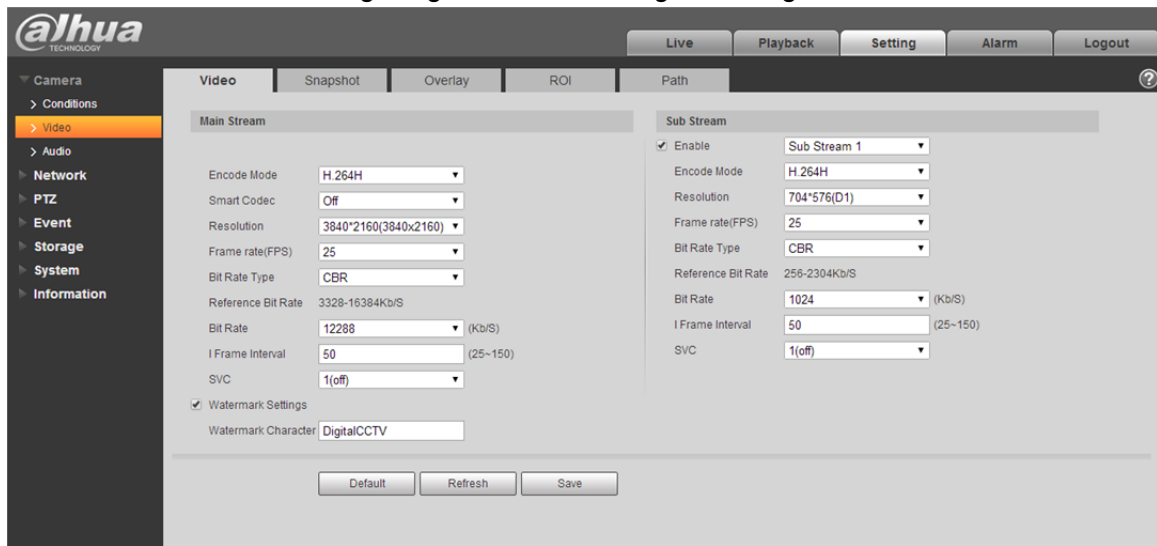 alhua
TECHNOLOGY
Live Playback Setting Alarm Logout
Camera
Conditions
Video
Audio
Network
PTZ
Event
Storage
System
Information
Video Snapshot Overlay ROI Path ?
Main Stream
Encode Mode H.264H
Smart Codec Off
Resolution 3840*2160(3840x2160)
Frame rate(FPS) 25
Bit Rate Type CBR
Reference Bit Rate 3328-16384Kb/S
Bit Rate 12288 (Kb/S)
I Frame Interval 50 (25~150)
SVC 1(off)
Watermark Settings
Watermark Character DigitalCCTV
Sub Stream
Enable Sub Stream 1
Encode Mode H.264H
Resolution 704*576(D1)
Frame rate(FPS) 25
Bit Rate Type CBR
Reference Bit Rate 256-2304Kb/S
Bit Rate 1024 (Kb/S)
I Frame Interval 50 (25~150)
SVC 1(off)
Default Refresh Save